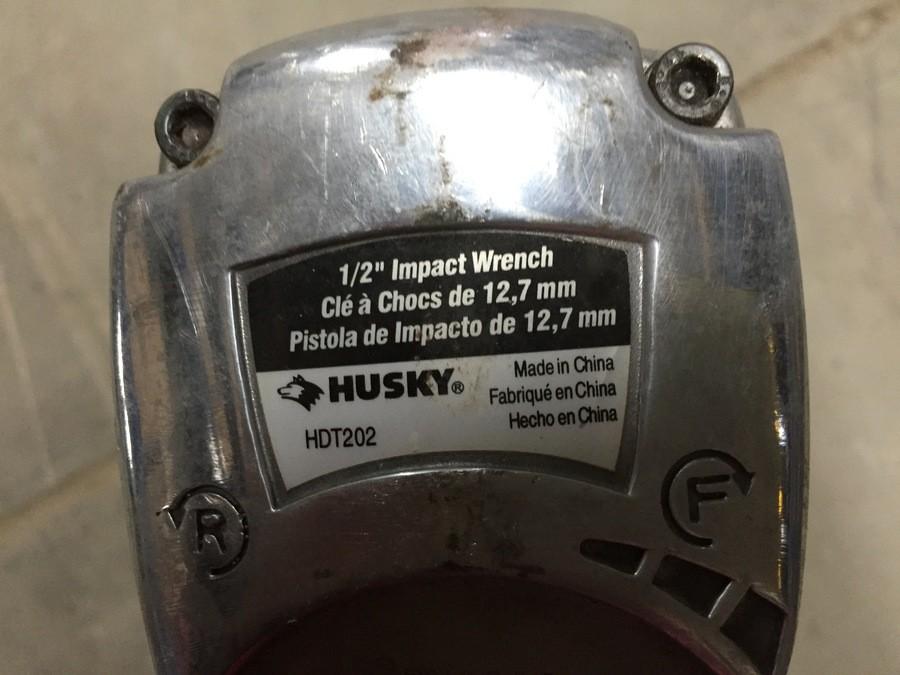 1/2" Impact Wrench
Clé à Chocs de 12,7 mm
Pistola de Impacto de 12,7 mm
HUSKY®
HDT202
Made in China
Fabriqué en China
Hecho en China
R
F